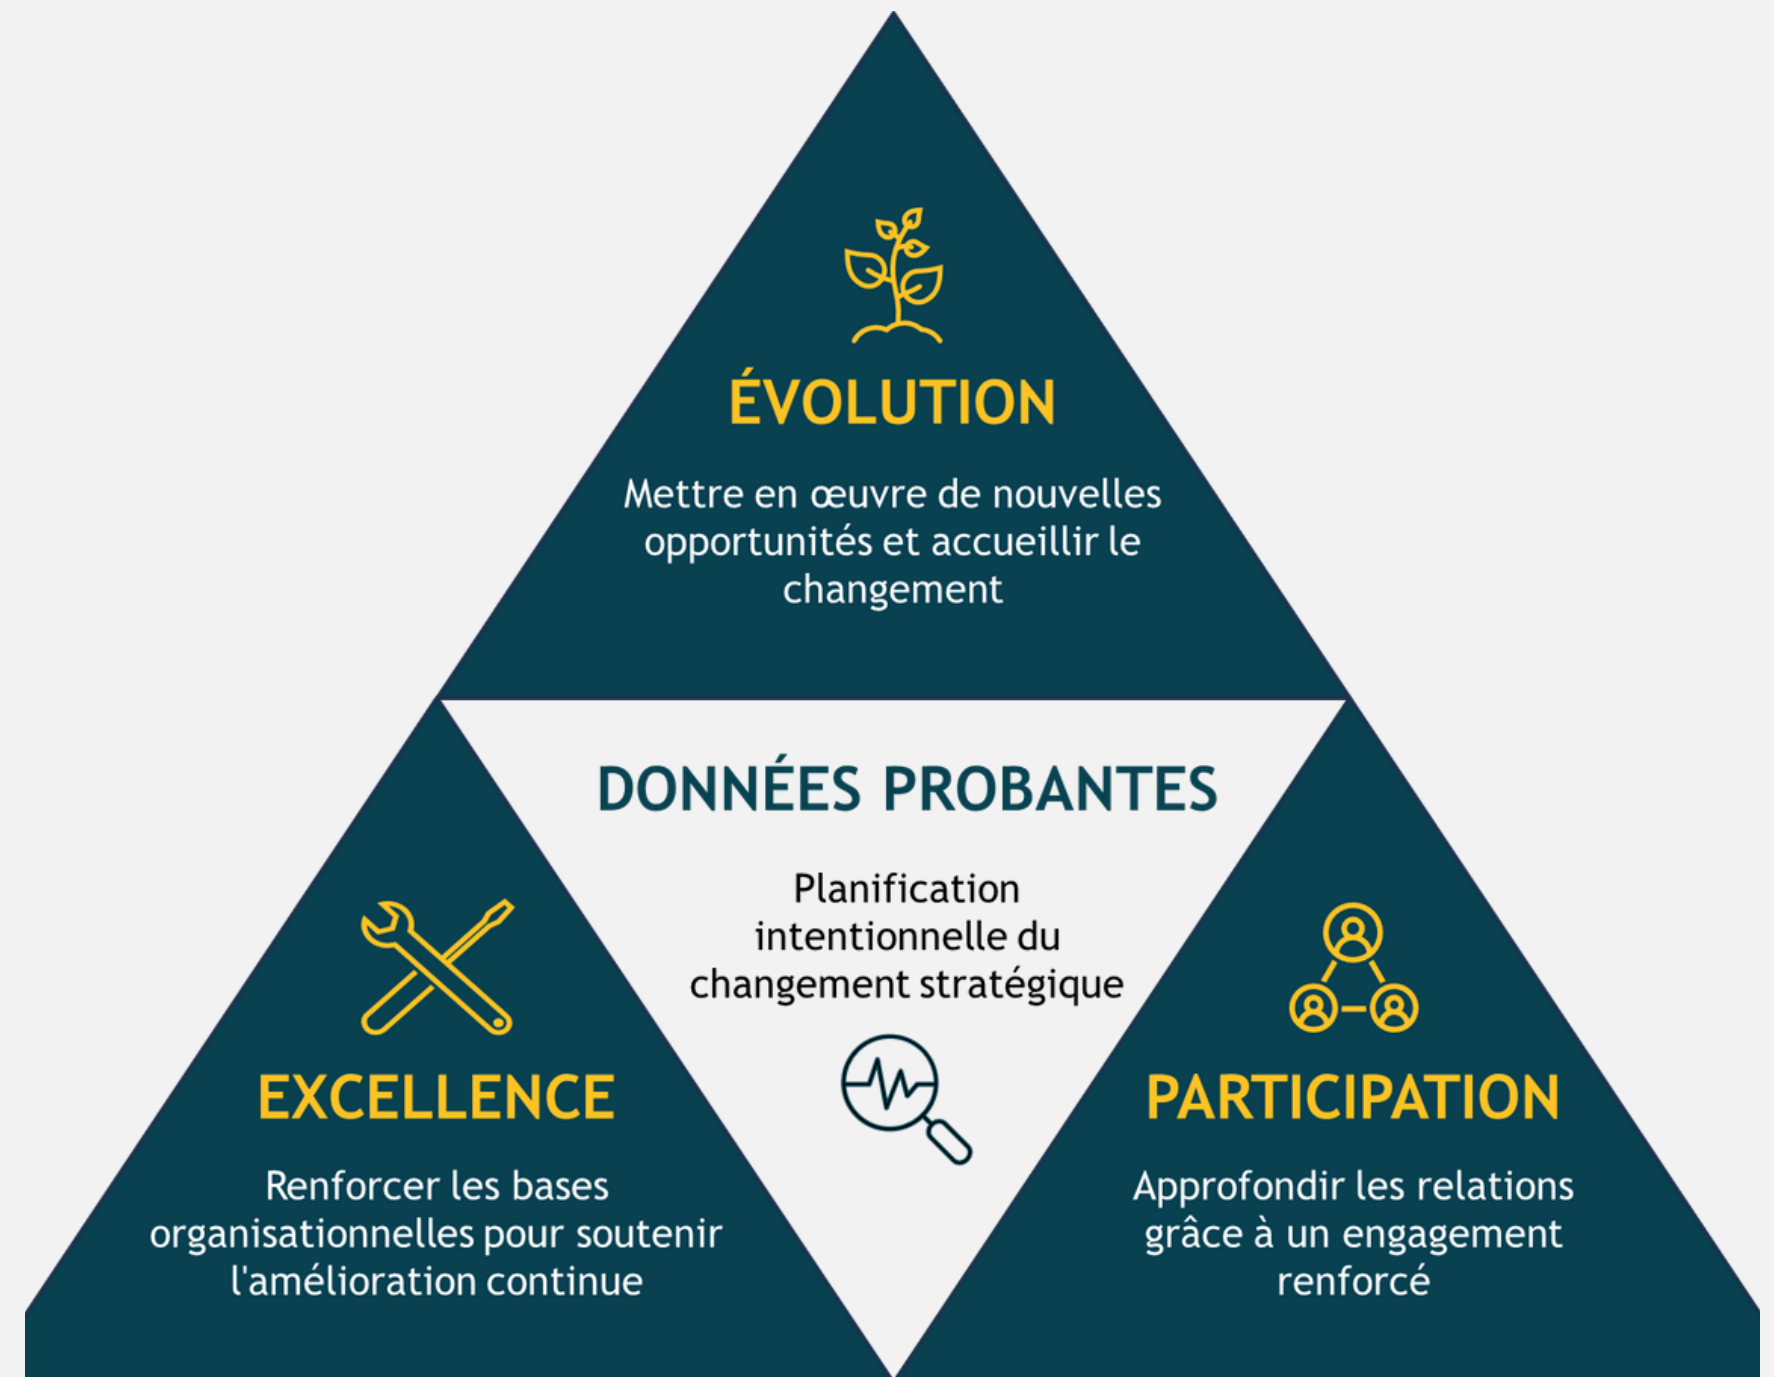 ÉVOLUTION
Mettre en œuvre de nouvelles
opportunités et accueillir le
changement
DONNÉES PROBANTES
Planification
intentionnelle du
changement stratégique
EXCELLENCE
Renforcer les bases
organisationnelles pour soutenir
l'amélioration continue
PARTICIPATION
Approfondir les relations
grâce à un engagement
renforcé